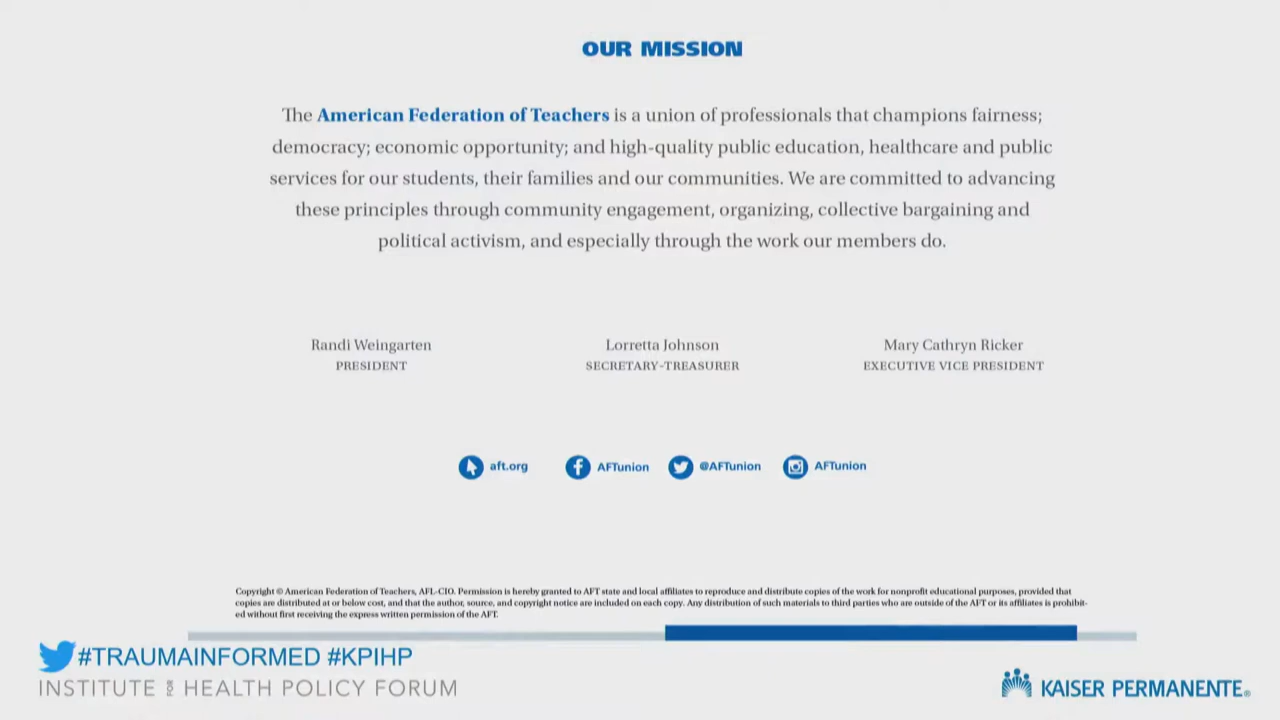 OUR MISSION
The American Federation of Teachers is a union of professionals that champions fairness;
democracy; economic opportunity; and high-quality public education, healthcare and public
services for our students, their families and our communities. We are committed to advancing
these principles through community engagement, organizing, collective bargaining and
political activism, and especially through the work our members do.
Randi Weingarten
PRESIDENT
Lorretta Johnson
SECRETARY-TREASURER
Mary Cathryn Ricker
EXECUTIVE VICE PRESIDENT
aft.org AFTunion @AFTunion AFTunion
Copyright © American Federation of Teachers, AFL-CIO. Permission is hereby granted to AFT state and local affiliates to reproduce and distribute copies of the work for nonprofit educational purposes, provided that
copies are distributed at or below cost, and that the author, source, and copyright notice are included on each copy. Any distribution of such materials to third parties who are outside of the AFT or its affiliates is prohibit-
ed without first receiving the express written permission of the AFT.
#TRAUMAINFORMED #KPIHP
INSTITUTE FOR HEALTH POLICY FORUM
KAISER PERMANENTE®